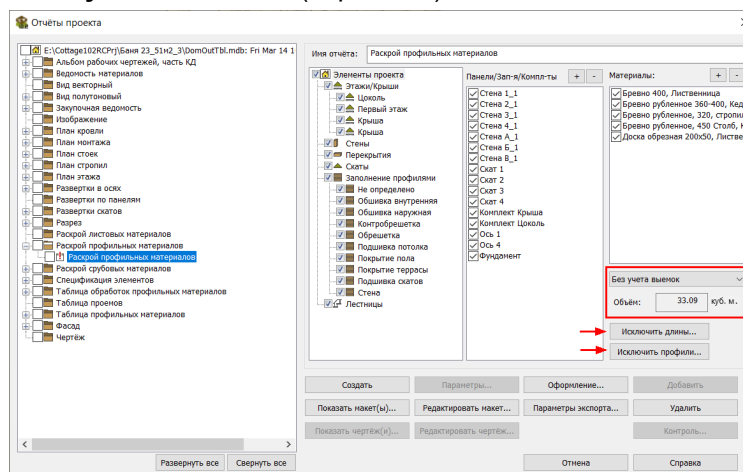 Отчёты проекта
E:\Cottage102RCPrj\Баня 23_51н2_3\DomOutTbl.mdb: Fri Mar 14 1
Альбом рабочих чертежей, часть КД
Ведомость материалов
Вид векторный
Вид полутоновый
Закупочная ведомость
Изображение
План кровли
План монтажа
План стоек
План стропил
План этажа
Развертки в осях
Развертки по панелям
Развертки скатов
Разрез
Раскрой листовых материалов
Раскрой профильных материалов
Раскрой профильных материалов
Раскрой срубовых материалов
Спецификация элементов
Таблица обработок профильных материалов
Таблица проемов
Таблица профильных материалов
Фасад
Чертёж
Развернуть все
Свернуть все
Имя отчёта:
Раскрой профильных материалов
Элементы проекта
Этажи/Крыши
Цоколь
Первый этаж
Крыша
Крыша
Стены
Перекрытия
Скаты
Заполнение профилями
Не определено
Обшивка внутренняя
Обшивка наружная
Контробрешетка
Обрешетка
Подшивка потолка
Покрытие пола
Покрытие террасы
Подшивка скатов
Стена
Лестницы
Панели/Зап-я/Компл-ты
+
-
Стена 1_1
Стена 2_1
Стена 3_1
Стена 4_1
Стена А_1
Стена Б_1
Стена В_1
Скат 1
Скат 2
Скат 3
Скат 4
Комплект Крыша
Комплект Цоколь
Ось 1
Ось 4
Фундамент
Материалы:
+
-
Бревно 400, Лиственница
Бревно рубленное 360-400, Кед
Бревно рубленное, 320, стропил
Бревно рубленное, 450 Столб, К
Доска обрезная 200x50, Листве
Без учета выемок
Объём:
33.09
куб. м.
Исключить длины...
Исключить профили...
Создать
Параметры...
Оформление...
Добавить
Показать макет(ы)...
Редактировать макет...
Параметры экспорта...
Удалить
Показать чертёж(и)...
Редактировать чертёж...
Контроль...
Отмена
Справка